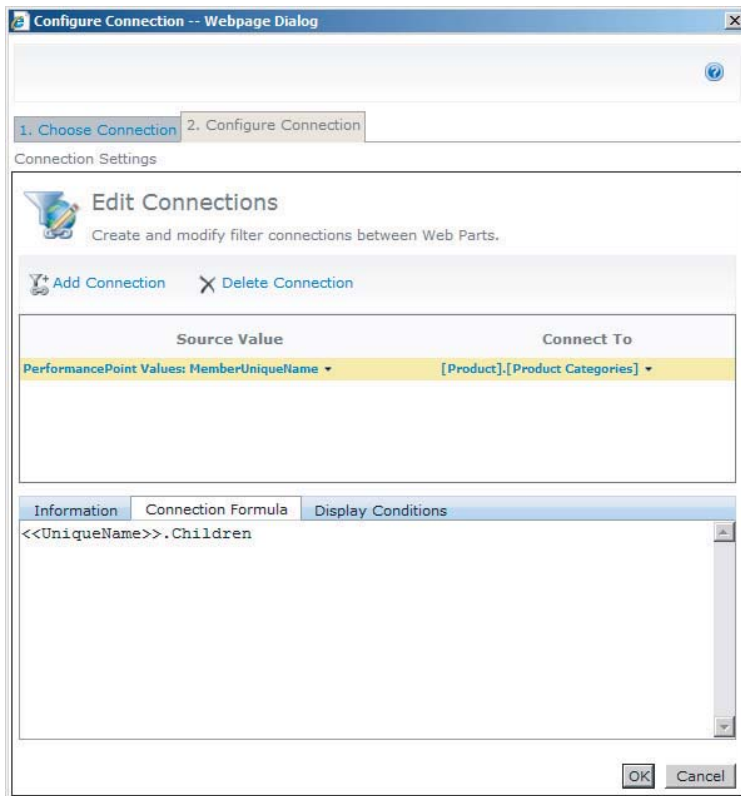 Configure Connection -- Webpage Dialog
1. Choose Connection 2. Configure Connection
Connection Settings
Edit Connections
Create and modify filter connections between Web Parts.
Add Connection Delete Connection
Source Value Connect To
PerformancePoint Values: MemberUniqueName [Product].[Product Categories]
Information Connection Formula Display Conditions
<<UniqueName>>.Children
OK Cancel